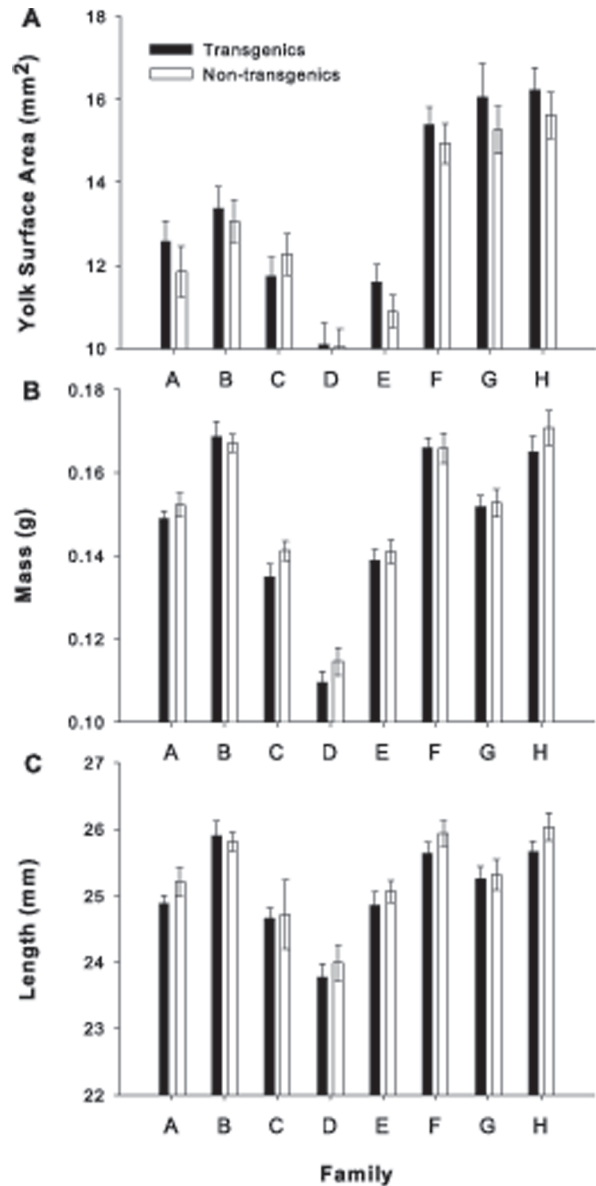 A
18
Transgenics
Non-transgenics
16
14
12
10
Yolk Surface Area (mm²)
A B C D E F G H
B
0.18
0.16
0.14
0.12
0.10
Mass (g)
A B C D E F G H
C
27
26
25
24
23
22
Length (mm)
A B C D E F G H
Family